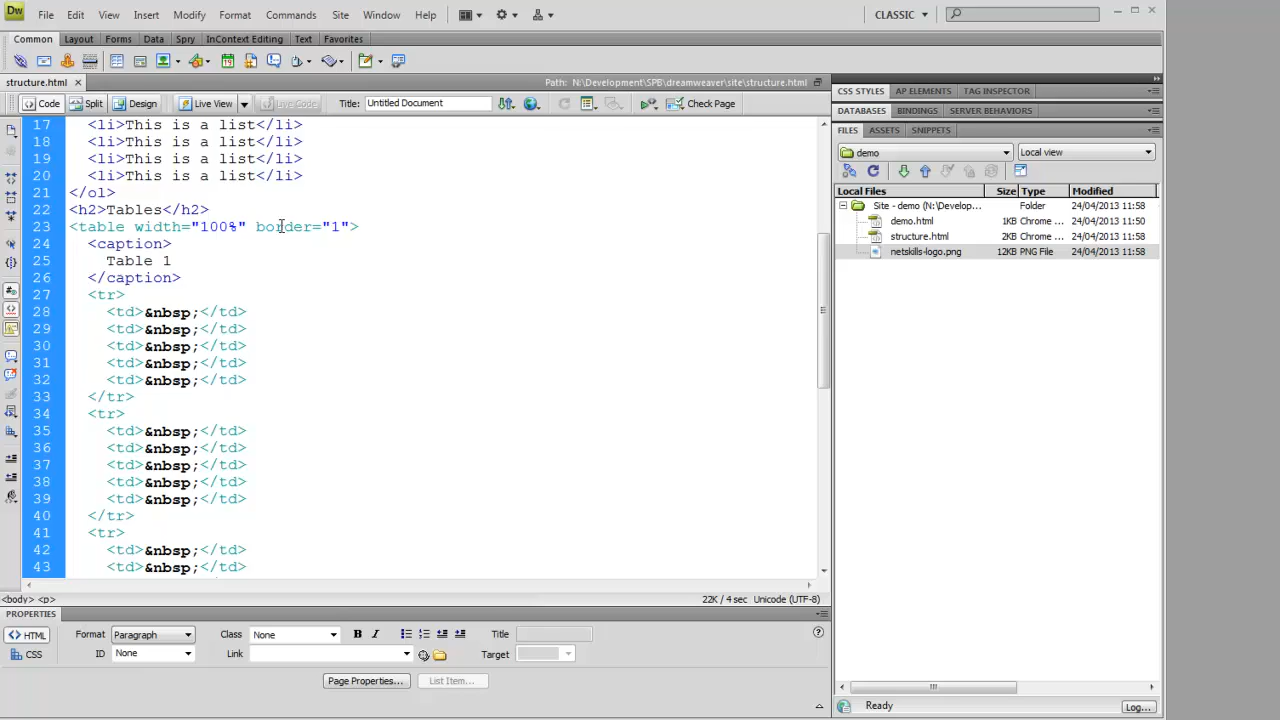 Dw File Edit View Insert Modify Format Commands Site Window Help CLASSIC
Common Layout Forms Data Spry InContext Editing Text Favorites
structure.html Path: N:\Development\SPB\dreamweaver\site\structure.html
Code Split Design Live View Live Code Title: Untitled Document Check Page
17 <li>This is a list</li>
18 <li>This is a list</li>
19 <li>This is a list</li>
20 <li>This is a list</li>
21 </ol>
22 <h2>Tables</h2>
23 <table width="100%" border="1">
24 <caption>
25 Table 1
26 </caption>
27 <tr>
28 <td>&nbsp;</td>
29 <td>&nbsp;</td>
30 <td>&nbsp;</td>
31 <td>&nbsp;</td>
32 <td>&nbsp;</td>
33 </tr>
34 <tr>
35 <td>&nbsp;</td>
36 <td>&nbsp;</td>
37 <td>&nbsp;</td>
38 <td>&nbsp;</td>
39 <td>&nbsp;</td>
40 </tr>
41 <tr>
42 <td>&nbsp;</td>
43 <td>&nbsp;</td>
<body> <p> 22K / 4 sec Unicode (UTF-8)
PROPERTIES
HTML Format Paragraph Class None B I Title
CSS ID None Link Target
Page Properties... List Item...
CSS STYLES AP ELEMENTS TAG INSPECTOR
DATABASES BINDINGS SERVER BEHAVIORS
FILES ASSETS SNIPPETS
demo Local view
Local Files Size Type Modified
Site - demo (N:\Develop... Folder 24/04/2013 11:58
demo.html 1KB Chrome ... 24/04/2013 11:50
structure.html 2KB Chrome ... 24/04/2013 11:58
netskills-logo.png 12KB PNG File 24/04/2013 11:58
Ready Log...